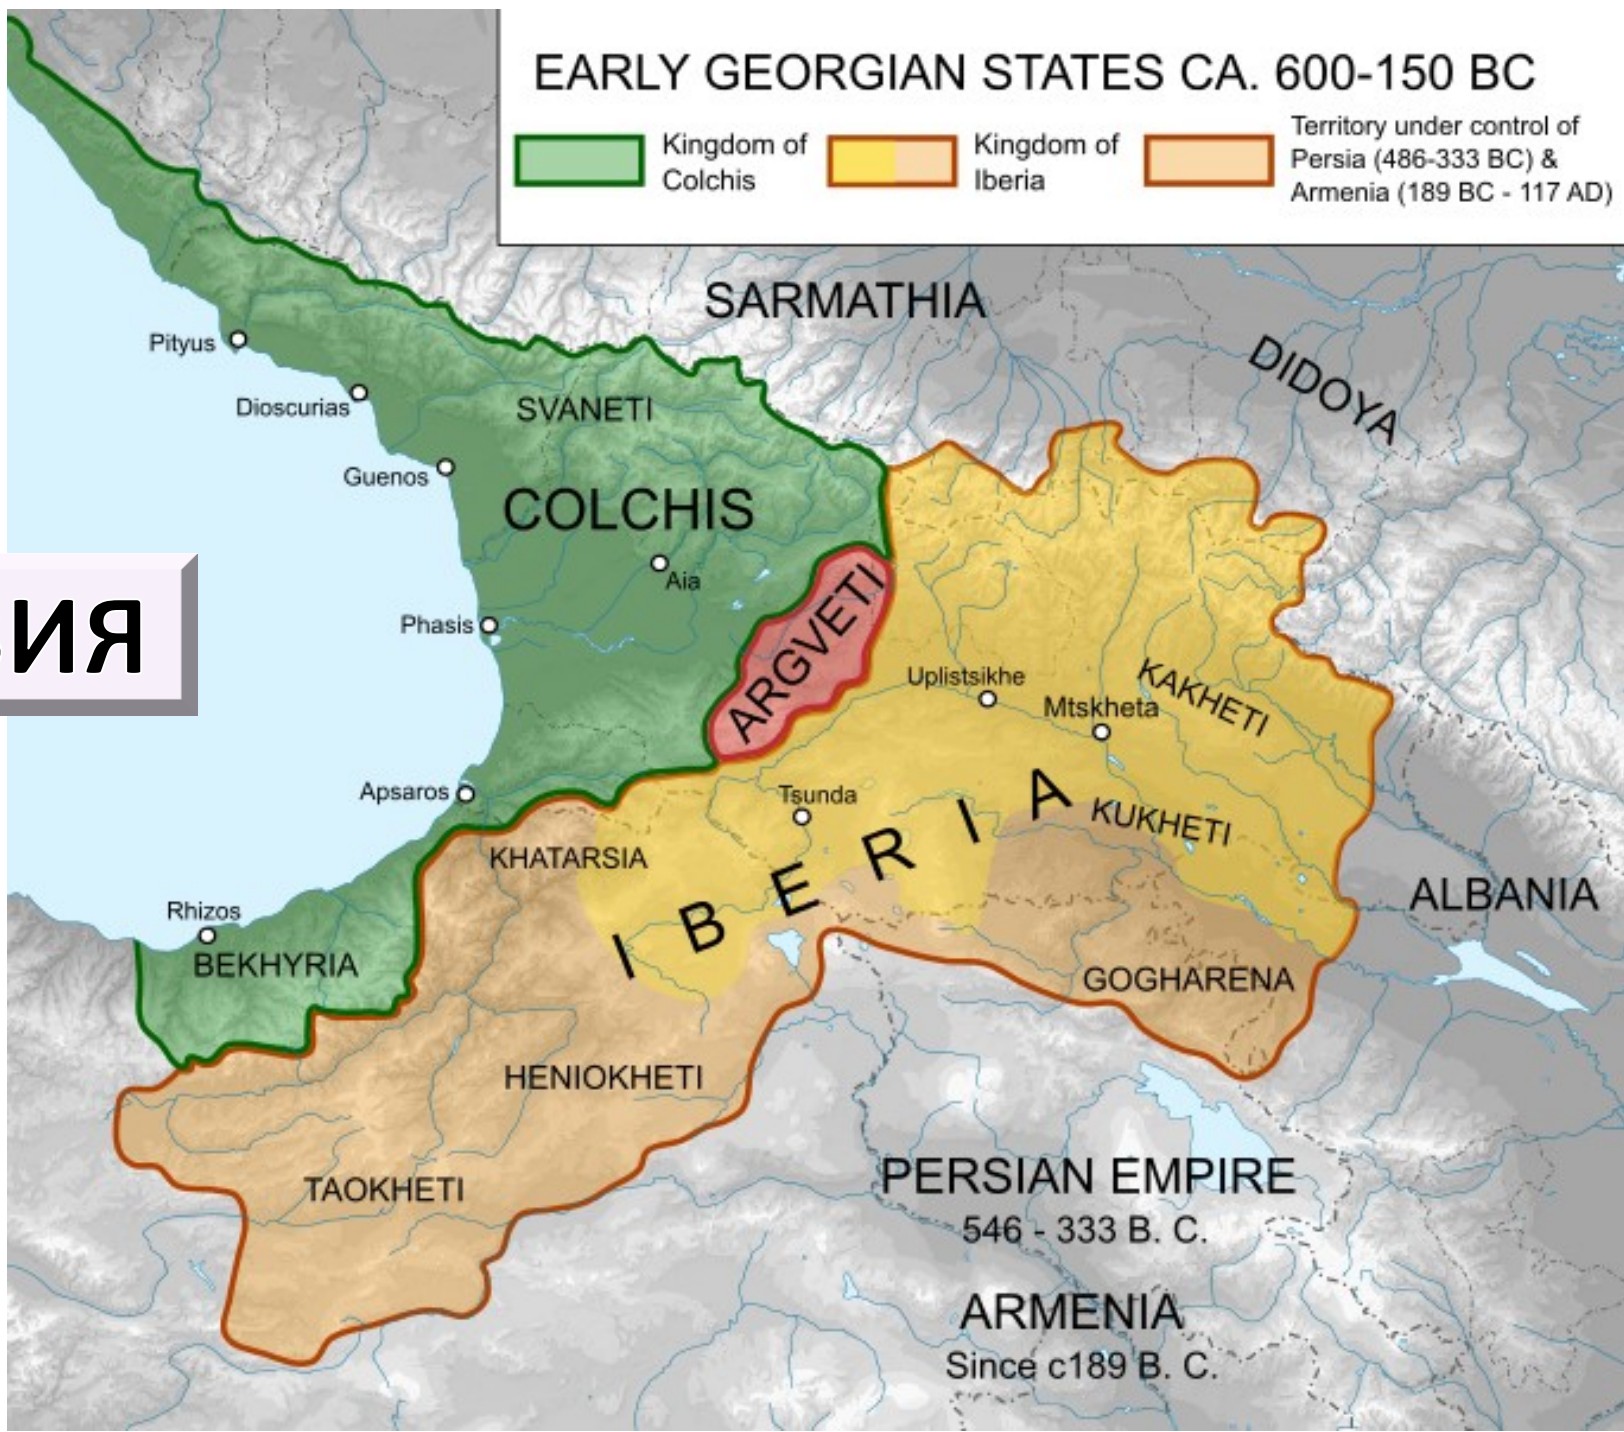 EARLY GEORGIAN STATES CA. 600-150 BC
Kingdom of
Colchis
Kingdom of
Iberia
Territory under control of
Persia (486-333 BC) &
Armenia (189 BC - 117 AD)
SARMATHIA
DIDOYA
Pityus
Dioscurias
SVANETI
Guenos
COLCHIS
Aia
ИЯ
Phasis
ARGVETI
Uplistsikhe
KAKHETI
Mtskheta
Apsaros
Tsunda
KUKHETI
KHATARSIA
IBERIA
ALBANIA
Rhizos
BEKHYRIA
GOGHARENA
HENIOKHETI
PERSIAN EMPIRE
546 - 333 B. C.
TAOKHETI
ARMENIA
Since c189 B. C.